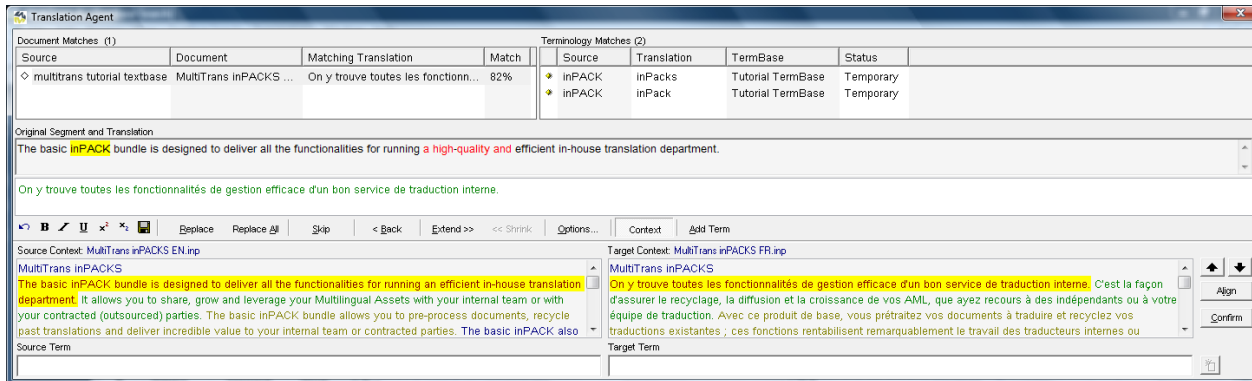 Translation Agent
Document Matches (1)
Source Document Matching Translation Match
multitrans tutorial textbase MultiTrans inPACKS ... On y trouve toutes les fonctionn... 82%
Terminology Matches (2)
Source Translation TermBase Status
inPACK inPacks Tutorial TermBase Temporary
inPACK inPack Tutorial TermBase Temporary
Original Segment and Translation
The basic inPACK bundle is designed to deliver all the functionalities for running a high-quality and efficient in-house translation department.
On y trouve toutes les fonctionnalités de gestion efficace d'un bon service de traduction interne.
B I U x² x₂ Replace Replace All Skip < Back Extend >> << Shrink Options... Context Add Term
Source Context: MultiTrans inPACKS EN.inp
MultiTrans inPACKS
The basic inPACK bundle is designed to deliver all the functionalities for running an efficient in-house translation
department. It allows you to share, grow and leverage your Multilingual Assets with your internal team or with
your contracted (outsourced) parties. The basic inPACK bundle allows you to pre-process documents, recycle
past translations and deliver incredible value to your internal team or contracted parties. The basic inPACK also
Target Context: MultiTrans inPACKS FR.inp
MultiTrans inPACKS
On y trouve toutes les fonctionnalités de gestion efficace d'un bon service de traduction interne. C'est la façon
d'assurer le recyclage, la diffusion et la croissance de vos AML, que ayez recours à des indépendants ou à votre
équipe de traduction. Avec ce produit de base, vous prétraitez vos documents à traduire et recyclez vos
traductions existantes ; ces fonctions rentabilisent remarquablement le travail des traducteurs internes ou
Align
Confirm
Source Term
Target Term